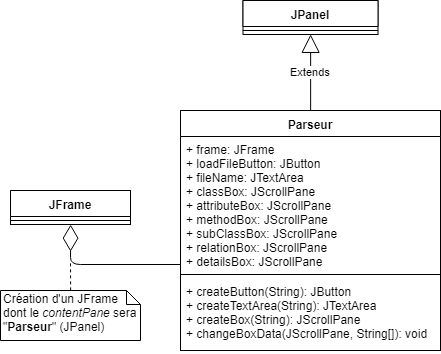 JPanel
Extends
Parseur
+ frame: JFrame
+ loadFileButton: JButton
+ fileName: JTextArea
+ classBox: JScrollPane
+ attributeBox: JScrollPane
+ methodBox: JScrollPane
+ subClassBox: JScrollPane
+ relationBox: JScrollPane
+ detailsBox: JScrollPane
+ createButton(String): JButton
+ createTextArea(String): JTextArea
+ createBox(String): JScrollPane
+ changeBoxData(JScrollPane, String[]): void
JFrame
Création d'un JFrame
dont le contentPane sera
"Parseur" (JPanel)